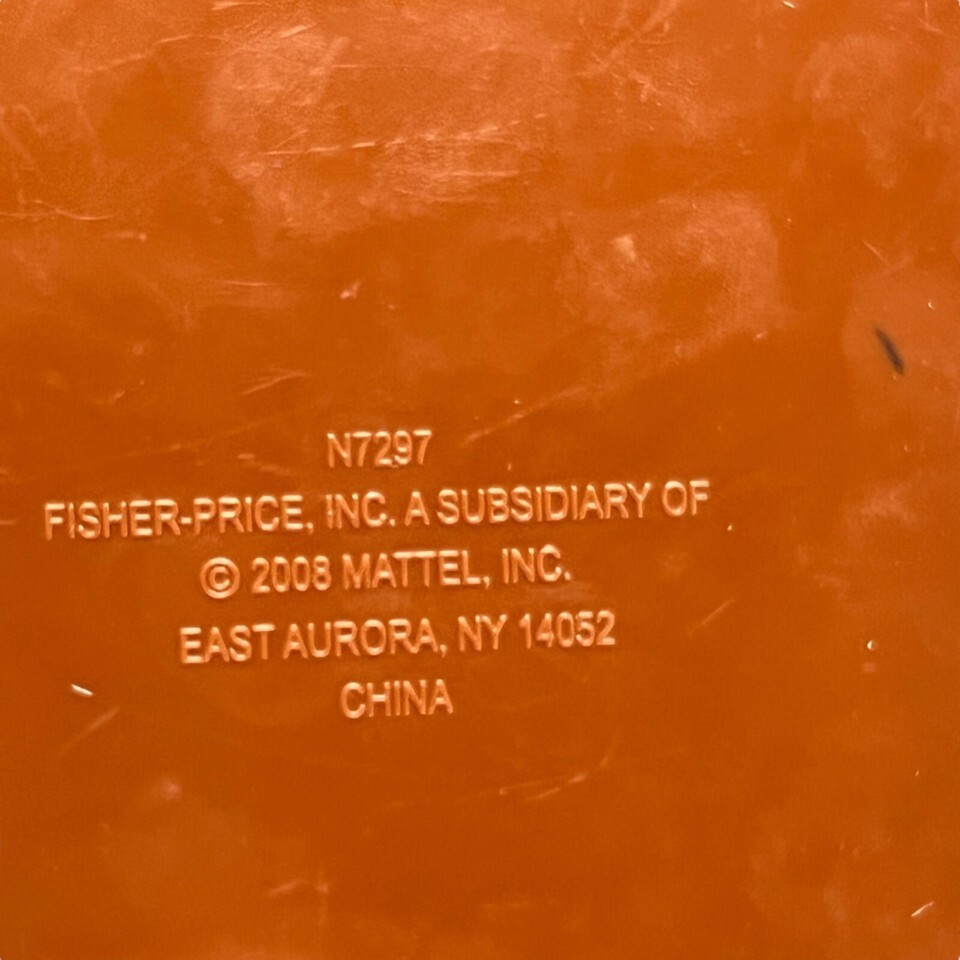 N7297
FISHER-PRICE, INC. A SUBSIDIARY OF
© 2008 MATTEL, INC.
EAST AURORA, NY 14052
CHINA